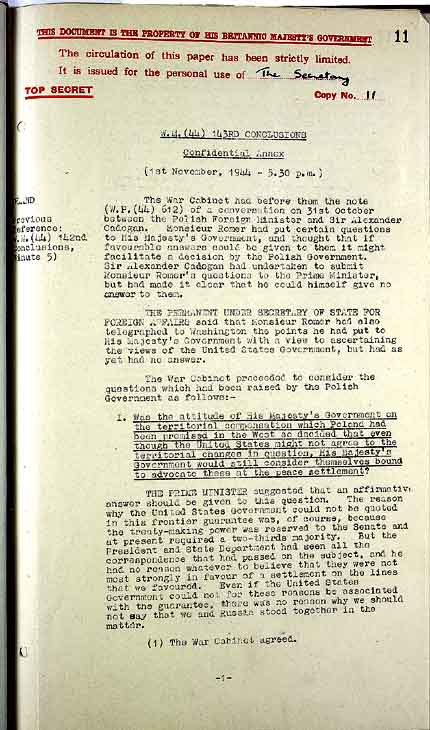 THIS DOCUMENT IS THE PROPERTY OF HIS BRITANNIC MAJESTY'S GOVERNMENT
11
The circulation of this paper has been strictly limited.
It is issued for the personal use of The Secretary
TOP SECRET
Copy No. 11
W.M.(44) 143RD CONCLUSIONS
Confidential Annex
(1st November, 1944 - 5.30 p.m.)
LAND
revious
eference:
.M.(44) 142nd
onclusions,
inute 5)
The War Cabinet had before them the note
(W.P.(44) 612) of a conversation on 31st October
between the Polish Foreign Minister and Sir Alexander
Cadogan. Monsieur Romer had put certain questions
to His Majesty's Government, and thought that if
favourable answers could be given to them it might
facilitate a decision by the Polish Government.
Sir Alexander Cadogan had undertaken to submit
Monsieur Romer's questions to the Prime Minister,
but had made it clear that he could himself give no
answer to them.
THE PERMANENT UNDER SECRETARY OF STATE FOR
FOREIGN AFFAIRS said that Monsieur Romer had also
telegraphed to Washington the points he had put to
His Majesty's Government with a view to ascertaining
the views of the United States Government, but had as
yet had no answer.
The War Cabinet proceeded to consider the
questions which had been raised by the Polish
Government as follows:-
1. Was the attitude of His Majesty's Government on
the territorial compensation which Poland had
been promised in the West so decided that even
though the United States might not agree to the
territorial changes in question, His Majesty's
Government would still consider themselves bound
to advocate these at the peace settlement?
THE PRIME MINISTER suggested that an affirmativ
answer should be given to this question. The reason
why the United States Government could not be quoted
in this frontier guarantee was, of course, because
the treaty-making power was reserved to the Senate and
at present required a two-thirds majority. But the
President and State Department had seen all the
correspondence that had passed on the subject, and he
had no reason whatever to believe that they were not
most strongly in favour of a settlement on the lines
that we favoured. Even if the United States
Government could not for these reasons be associated
with the guarantee, there was no reason why we should
not say that we and Russia stood together in the
matter.
(1) The War Cabinet agreed.
-1-